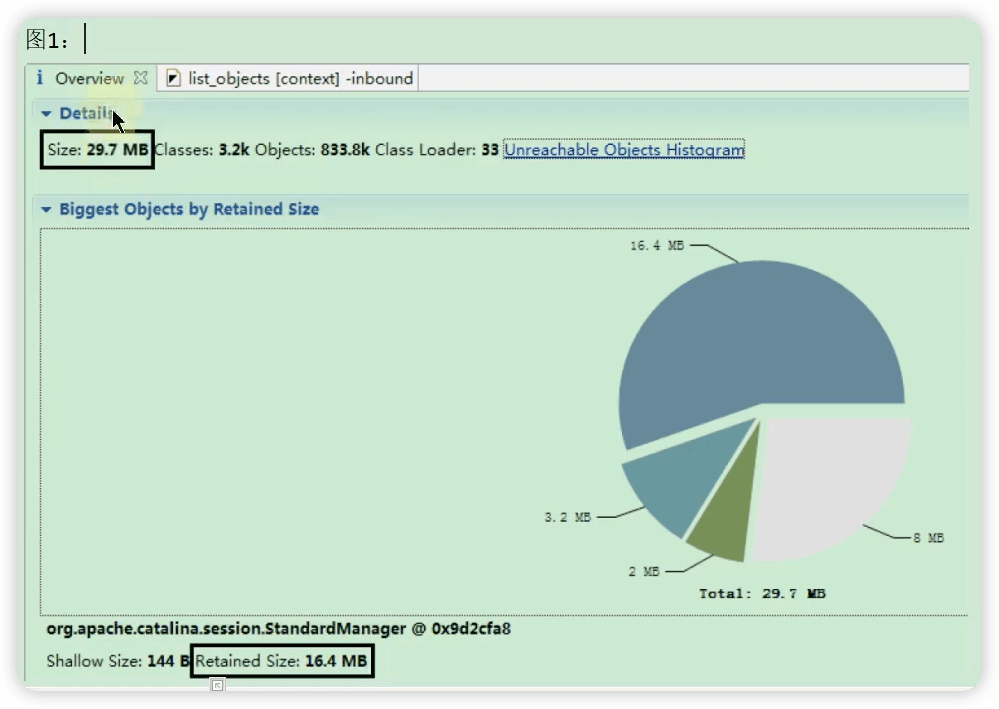 图1：
Overview list_objects [context] -inbound
Details
Size: 29.7 MB Classes: 3.2k Objects: 833.8k Class Loader: 33 Unreachable Objects Histogram
Biggest Objects by Retained Size
16.4 MB
3.2 MB
8 MB
2 MB
Total: 29.7 MB
org.apache.catalina.session.StandardManager @ 0x9d2cfa8
Shallow Size: 144 B Retained Size: 16.4 MB